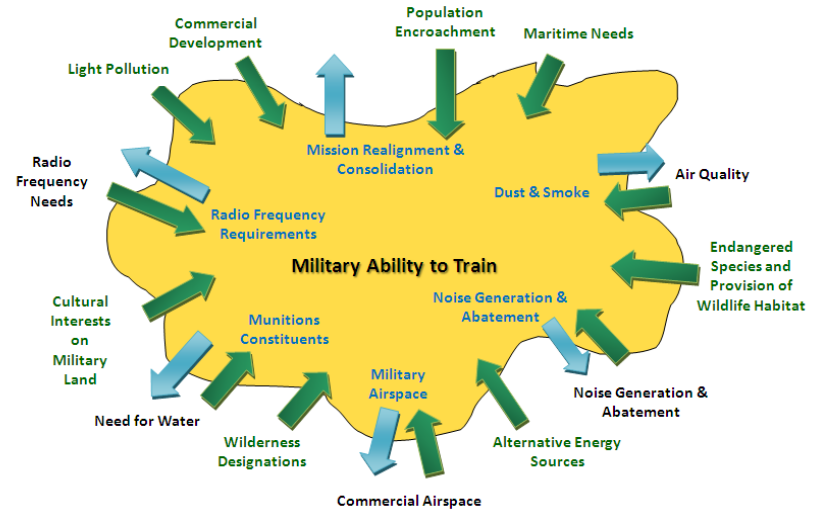 Population
Encroachment
Commercial
Development
Maritime Needs
Light Pollution
Mission Realignment &
Consolidation
Radio
Frequency
Needs
Air Quality
Dust & Smoke
Radio Frequency
Requirements
Military Ability to Train
Endangered
Species and
Provision of
Wildlife Habitat
Cultural
Interests
on
Military
Land
Noise Generation &
Abatement
Munitions
Constituents
Military
Airspace
Noise Generation &
Abatement
Need for Water
Wilderness
Designations
Alternative Energy
Sources
Commercial Airspace